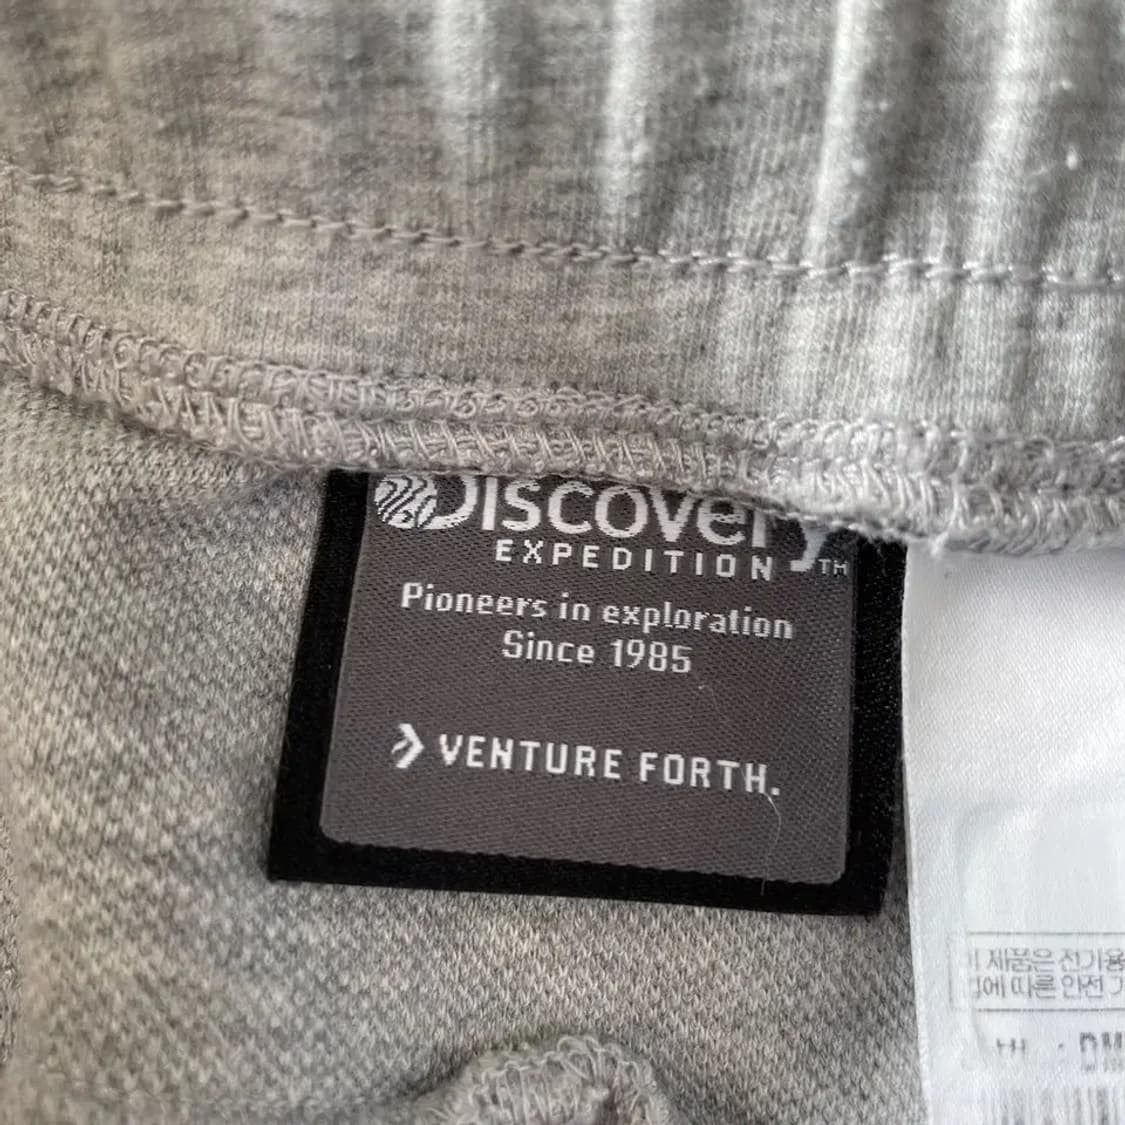 Discovery
EXPEDITION TM
Pioneers in exploration
Since 1985
VENTURE FORTH.
제품은 전기용
에 따른 안전